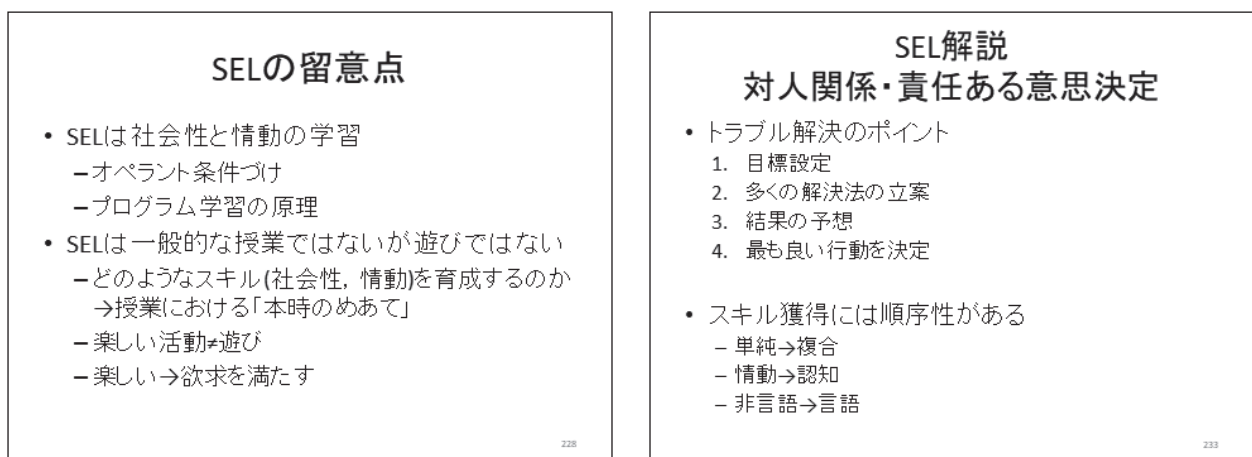 SELの留意点
• SELは社会性と情動の学習
–オペラント条件づけ
–プログラム学習の原理
• SELは一般的な授業ではないが遊びではない
–どのようなスキル(社会性, 情動)を育成するのか
→授業における「本時のめあて」
–楽しい活動≠遊び
–楽しい→欲求を満たす
228
SEL解説
対人関係・責任ある意思決定
• トラブル解決のポイント
1. 目標設定
2. 多くの解決法の立案
3. 結果の予想
4. 最も良い行動を決定
• スキル獲得には順序性がある
– 単純→複合
– 情動→認知
– 非言語→言語
233